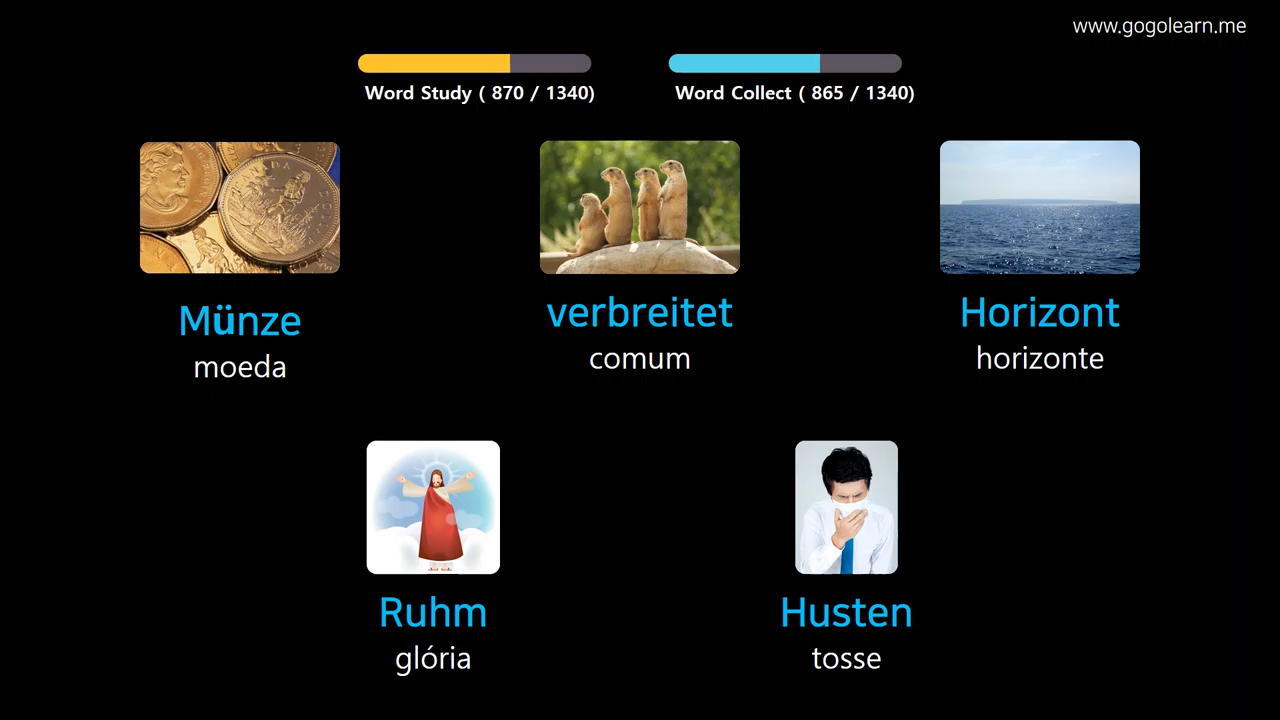 www.gogolearn.me
Word Study ( 870 / 1340)
Word Collect ( 865 / 1340)
Münze
moeda
verbreitet
comum
Horizont
horizonte
Ruhm
glória
Husten
tosse